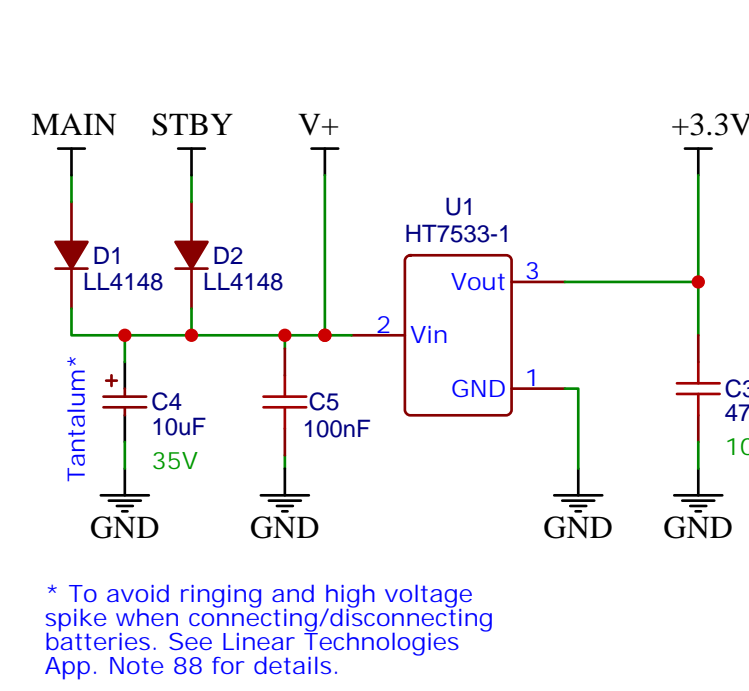 MAIN STBY V+ +3.3V
U1
HT7533-1
D1 D2
LL4148 LL4148
Vout 3
2 Vin
GND 1
Tantalum*
+
C4 C5
10uF 100nF
35V
GND GND GND GND
* To avoid ringing and high voltage
spike when connecting/disconnecting
batteries. See Linear Technologies
App. Note 88 for details.